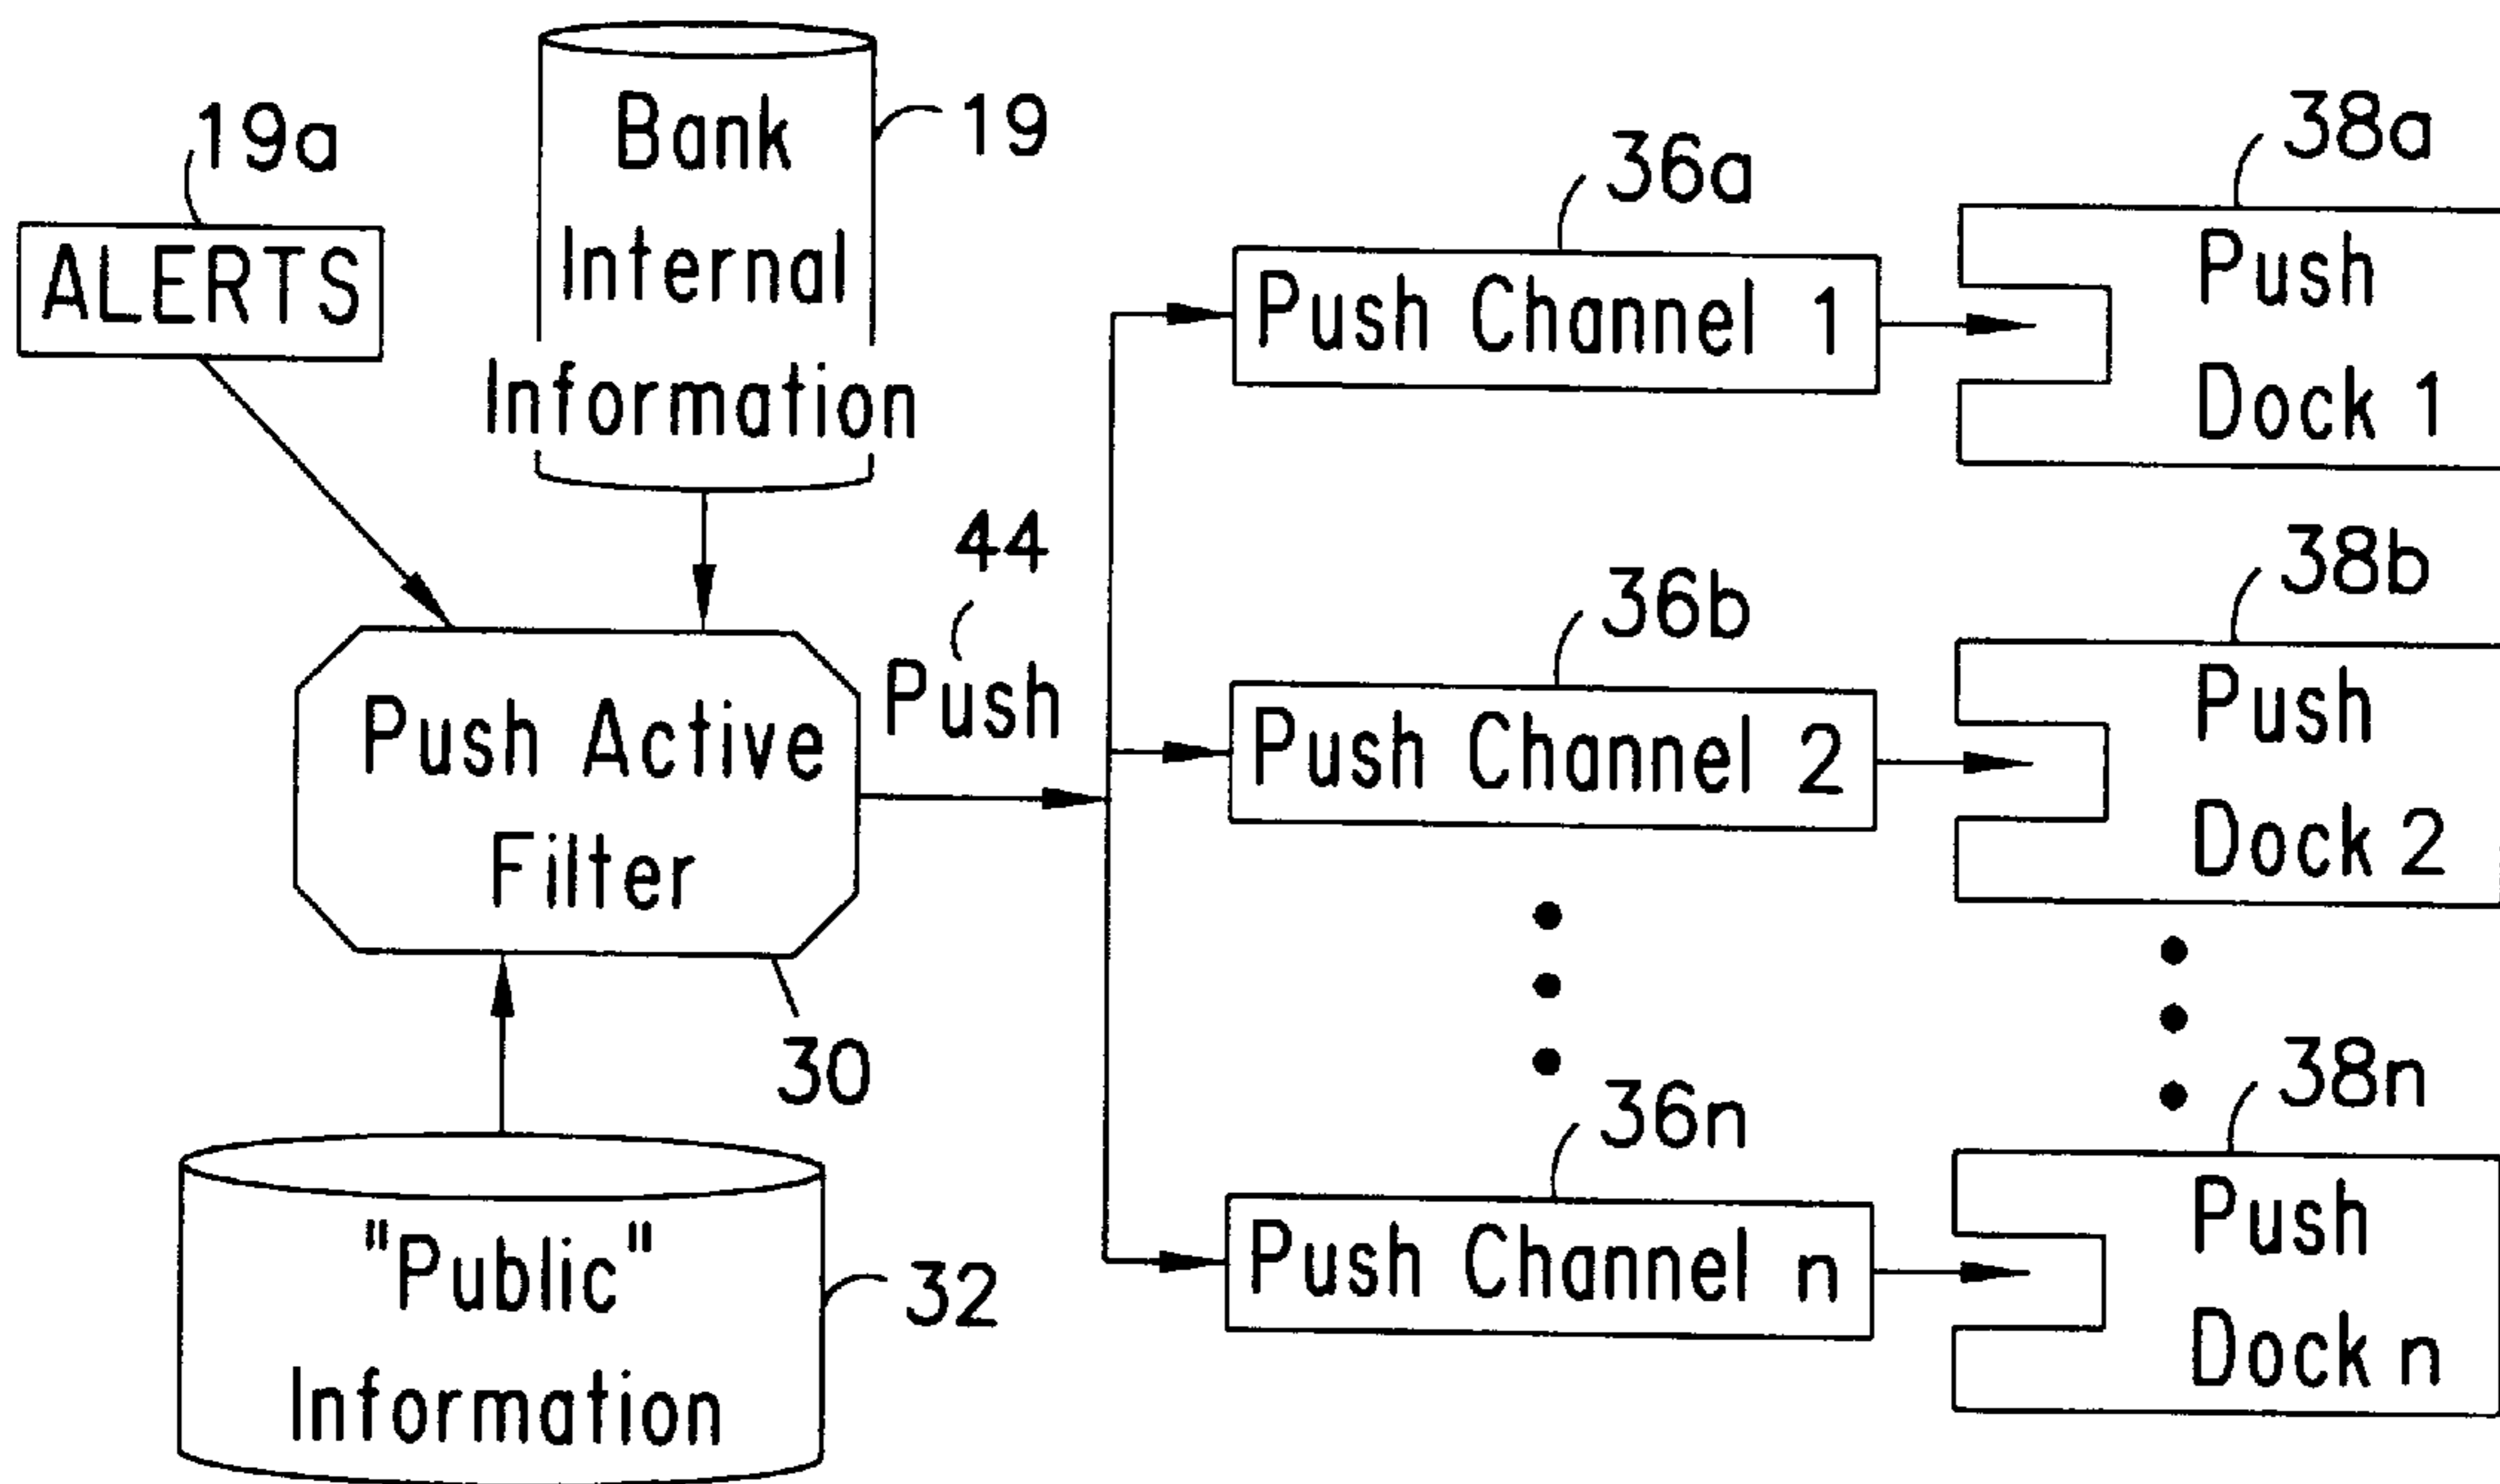 19a
ALERTS
Bank
Internal
Information
19
44
Push
Push Active
Filter
30
"Public"
Information
32
36a
Push Channel 1
38a
Push
Dock 1
36b
Push Channel 2
38b
Push
Dock 2
36n
Push Channel n
38n
Push
Dock n